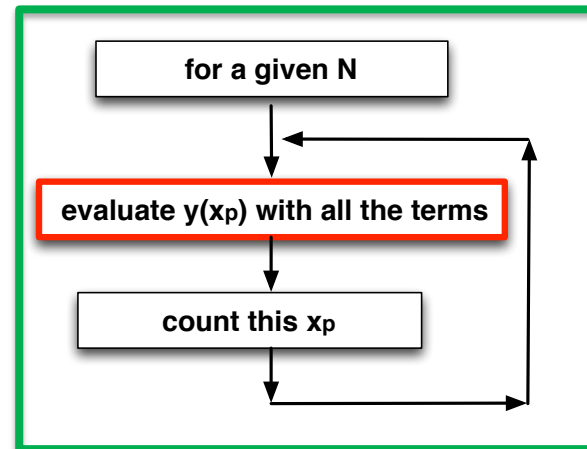 for a given N
evaluate y(xp) with all the terms
count this xp